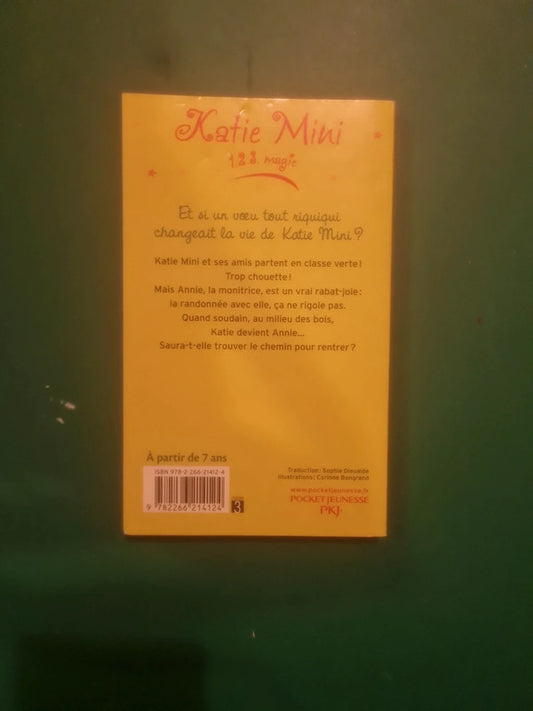 Katie Mini
1, 2, 3, magic
Et si un vœu tout riquiqui
changeait la vie de Katie Mini ?
Katie Mini et ses amis partent en classe verte !
Trop chouette !
Mais Annie, la monitrice, est un vrai rabat-joie :
la randonnée avec elle, ça ne rigole pas.
Quand soudain, au milieu des bois,
Katie devient Annie...
Saura-t-elle trouver le chemin pour rentrer ?
À partir de 7 ans
ISBN 978-2-266-21412-4
9 782266 214124
3
Traduction : Sophie Dieuaide
Illustrations : Corinne Bongrand
www.pocketjeunesse.fr
POCKET JEUNESSE
PKJ·